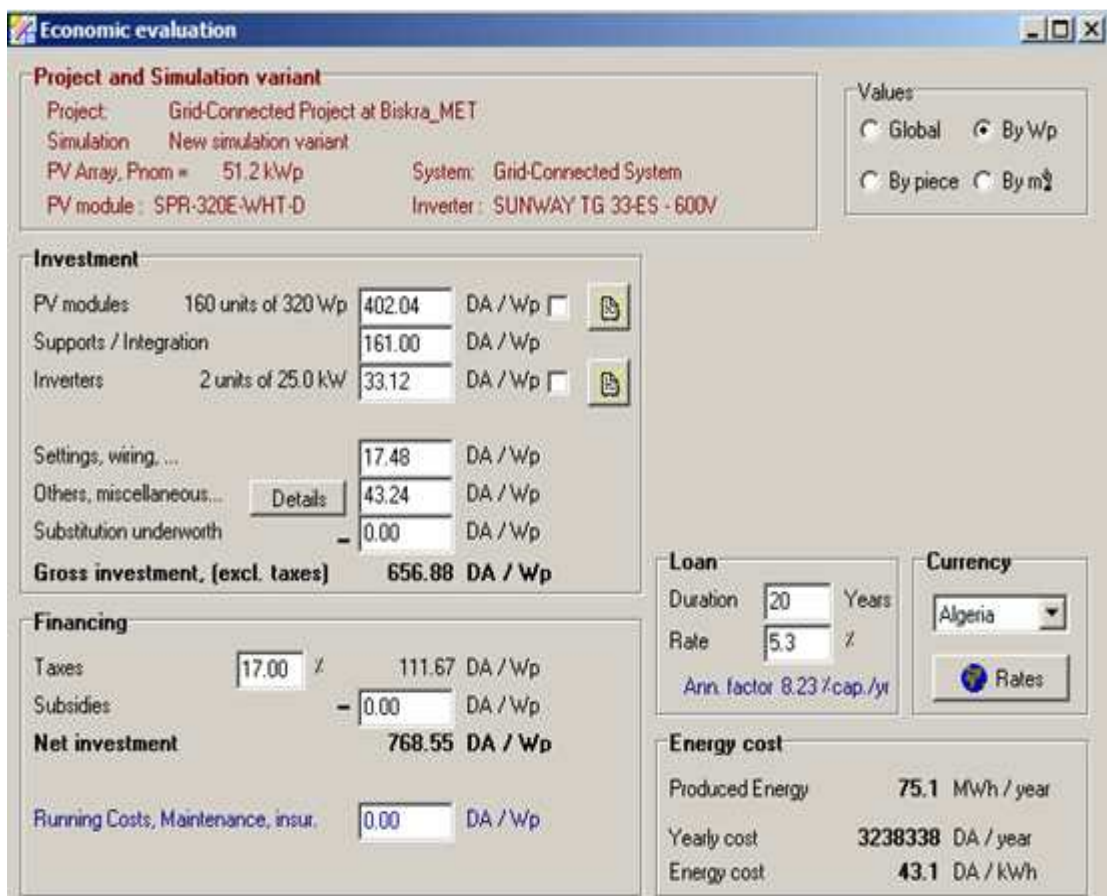 Economic evaluation
Project and Simulation variant
Project: Grid-Connected Project at Biskra_MET
Simulation New simulation variant
PV Array, Pnom = 51.2 kWp System: Grid-Connected System
PV module : SPR-320E-WHT-D Inverter : SUNWAY TG 33-ES - 600V
Values
Global By Wp
By piece By m²
Investment
PV modules 160 units of 320 Wp 402.04 DA / Wp
Supports / Integration 161.00 DA / Wp
Inverters 2 units of 25.0 kW 33.12 DA / Wp
Settings, wiring, ... 17.48 DA / Wp
Others, miscellaneous... Details 43.24 DA / Wp
Substitution underworth - 0.00 DA / Wp
Gross investment, (excl. taxes) 656.88 DA / Wp
Financing
Taxes 17.00 % 111.67 DA / Wp
Subsidies - 0.00 DA / Wp
Net investment 768.55 DA / Wp
Running Costs, Maintenance, insur. 0.00 DA / Wp
Loan
Duration 20 Years
Rate 5.3 %
Ann. factor 8.23 % cap./yr
Currency
Algeria
Rates
Energy cost
Produced Energy 75.1 MWh / year
Yearly cost 3238338 DA / year
Energy cost 43.1 DA / kWh